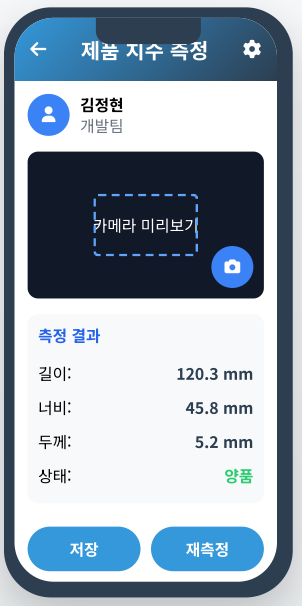 제품 치수 측정
김정현
개발팀
카메라 미리보기
측정 결과
길이: 120.3 mm
너비: 45.8 mm
두께: 5.2 mm
상태: 양품
저장 재측정